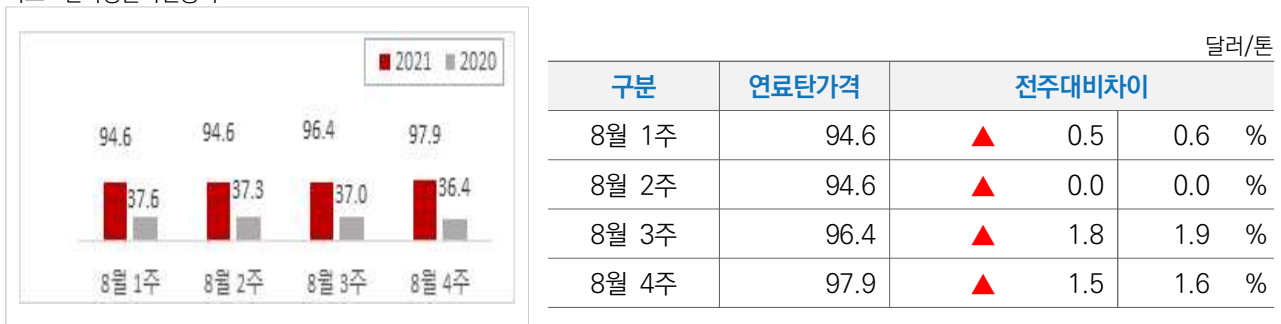 ■ 2021 ■ 2020
94.6 94.6 96.4 97.9
37.6 37.3 37.0 36.4
8월 1주 8월 2주 8월 3주 8월 4주
달러/톤
구분 연료탄가격 전주대비차이
8월 1주 94.6 ▲ 0.5 0.6 %
8월 2주 94.6 ▲ 0.0 0.0 %
8월 3주 96.4 ▲ 1.8 1.9 %
8월 4주 97.9 ▲ 1.5 1.6 %